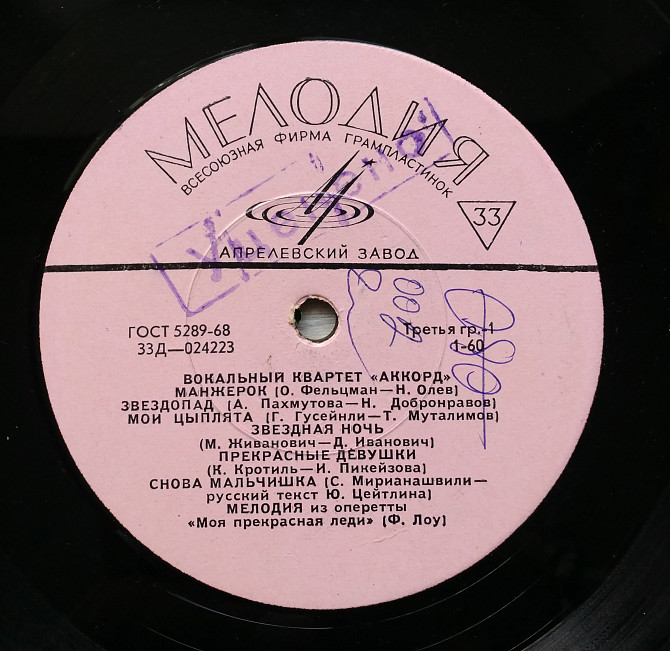 МЕЛОДИЯ
ВСЕСОЮЗНАЯ ФИРМА ГРАМПЛАСТИНОК
33
АПРЕЛЕВСКИЙ ЗАВОД
ГОСТ 5289-68
33Д—024223
Третья гр.-1
1-60
200
ВОКАЛЬНЫЙ КВАРТЕТ «АККОРД»
МАНЖЕРОК (О. Фельцман—Н. Олев)
ЗВЕЗДОПАД (А. Пахмутова—Н. Добронравов)
МОИ ЦЫПЛЯТА (Г. Гусейнли—Т. Муталимов)
ЗВЕЗДНАЯ НОЧЬ
(М. Живанович—Д. Иванович)
ПРЕКРАСНЫЕ ДЕВУШКИ
(К. Кротиль—И. Пикейзова)
СНОВА МАЛЬЧИШКА (С. Мирианашвили—
русский текст Ю. Цейтлина)
МЕЛОДИЯ из оперетты
«Моя прекрасная леди» (Ф. Лоу)